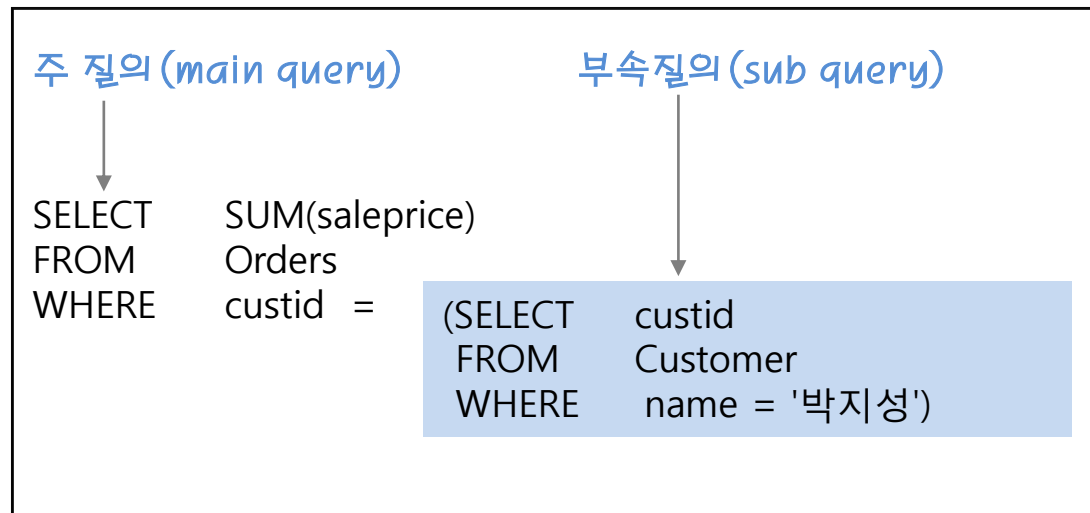 주 질의(main query)
부속질의(sub query)
SELECT SUM(saleprice)
FROM Orders
WHERE custid =
(SELECT custid
FROM Customer
WHERE name = '박지성')